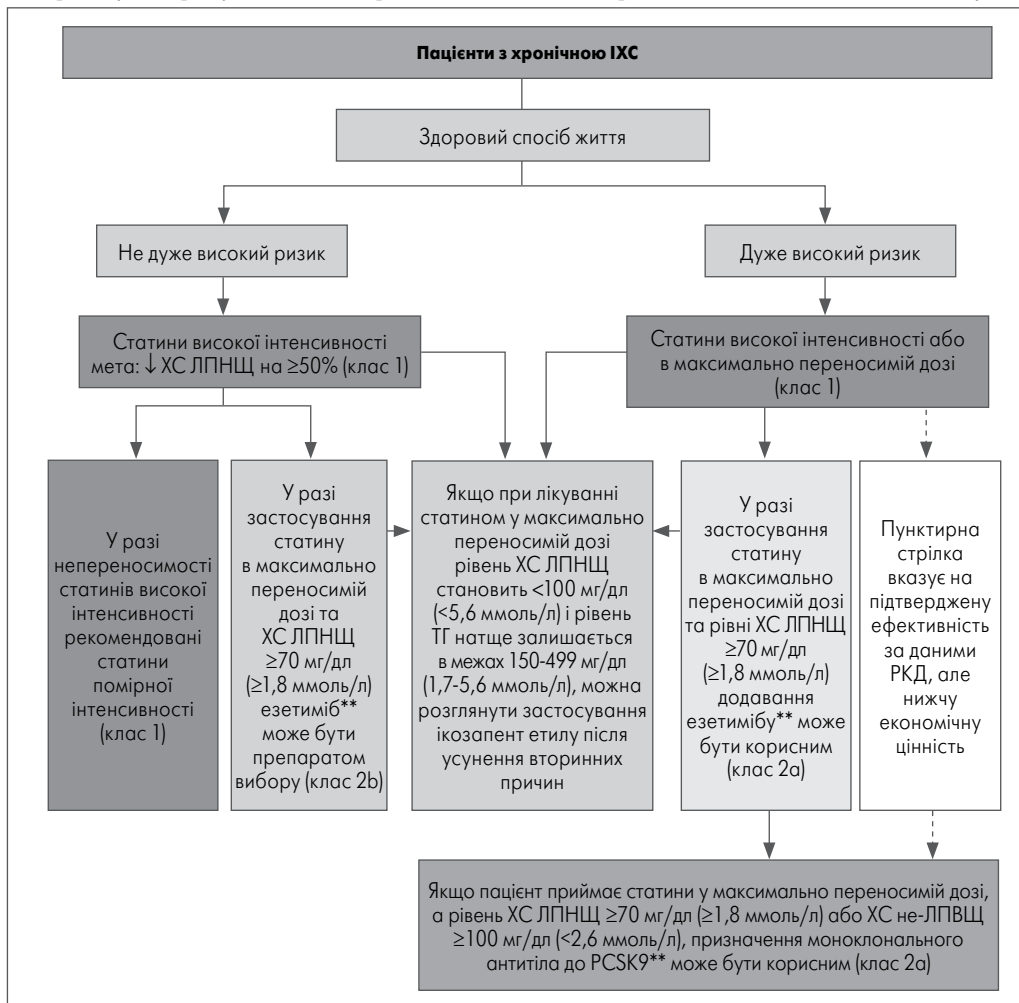 Пацієнти з хронічною ІХС
Здоровий спосіб життя
Не дуже високий ризик
Дуже високий ризик
Статини високої інтенсивності
мета: ↓ ХС ЛПНЩ на ≥50% (клас 1)
Статини високої інтенсивності або
в максимально переносимій дозі
(клас 1)
У разі
непереносимості
статинів високої
інтенсивності
рекомендовані
статини
помірної
інтенсивності
(клас 1)
У разі
застосування
статину
в максимально
переносимій
дозі та
ХС ЛПНЩ
≥70 мг/дл
(≥1,8 ммоль/л)
езетиміб**
може бути
препаратом
вибору (клас 2b)
Якщо при лікуванні
статином у максимально
переносимій дозі
рівень ХС ЛПНЩ
становить <100 мг/дл
(<5,6 ммоль/л) і рівень
ТГ натще залишається
в межах 150-499 мг/дл
(1,7-5,6 ммоль/л), можна
розглянути застосування
ікозапент етилу після
усунення вторинних
причин
У разі
застосування
статину
в максимально
переносимій дозі
та рівні ХС ЛПНЩ
≥70 мг/дл
(≥1,8 ммоль/л)
додавання
езетимібу** може
бути корисним
(клас 2a)
Пунктирна
стрілка
вказує на
підтверджену
ефективність
за даними
РКД, але
нижчу
економічну
цінність
Якщо пацієнт приймає статини у максимально переносимій дозі,
а рівень ХС ЛПНЩ ≥70 мг/дл (≥1,8 ммоль/л) або ХС не-ЛПВЩ
≥100 мг/дл (<2,6 ммоль/л), призначення моноклонального
антитіла до PCSK9** може бути корисним (клас 2a)